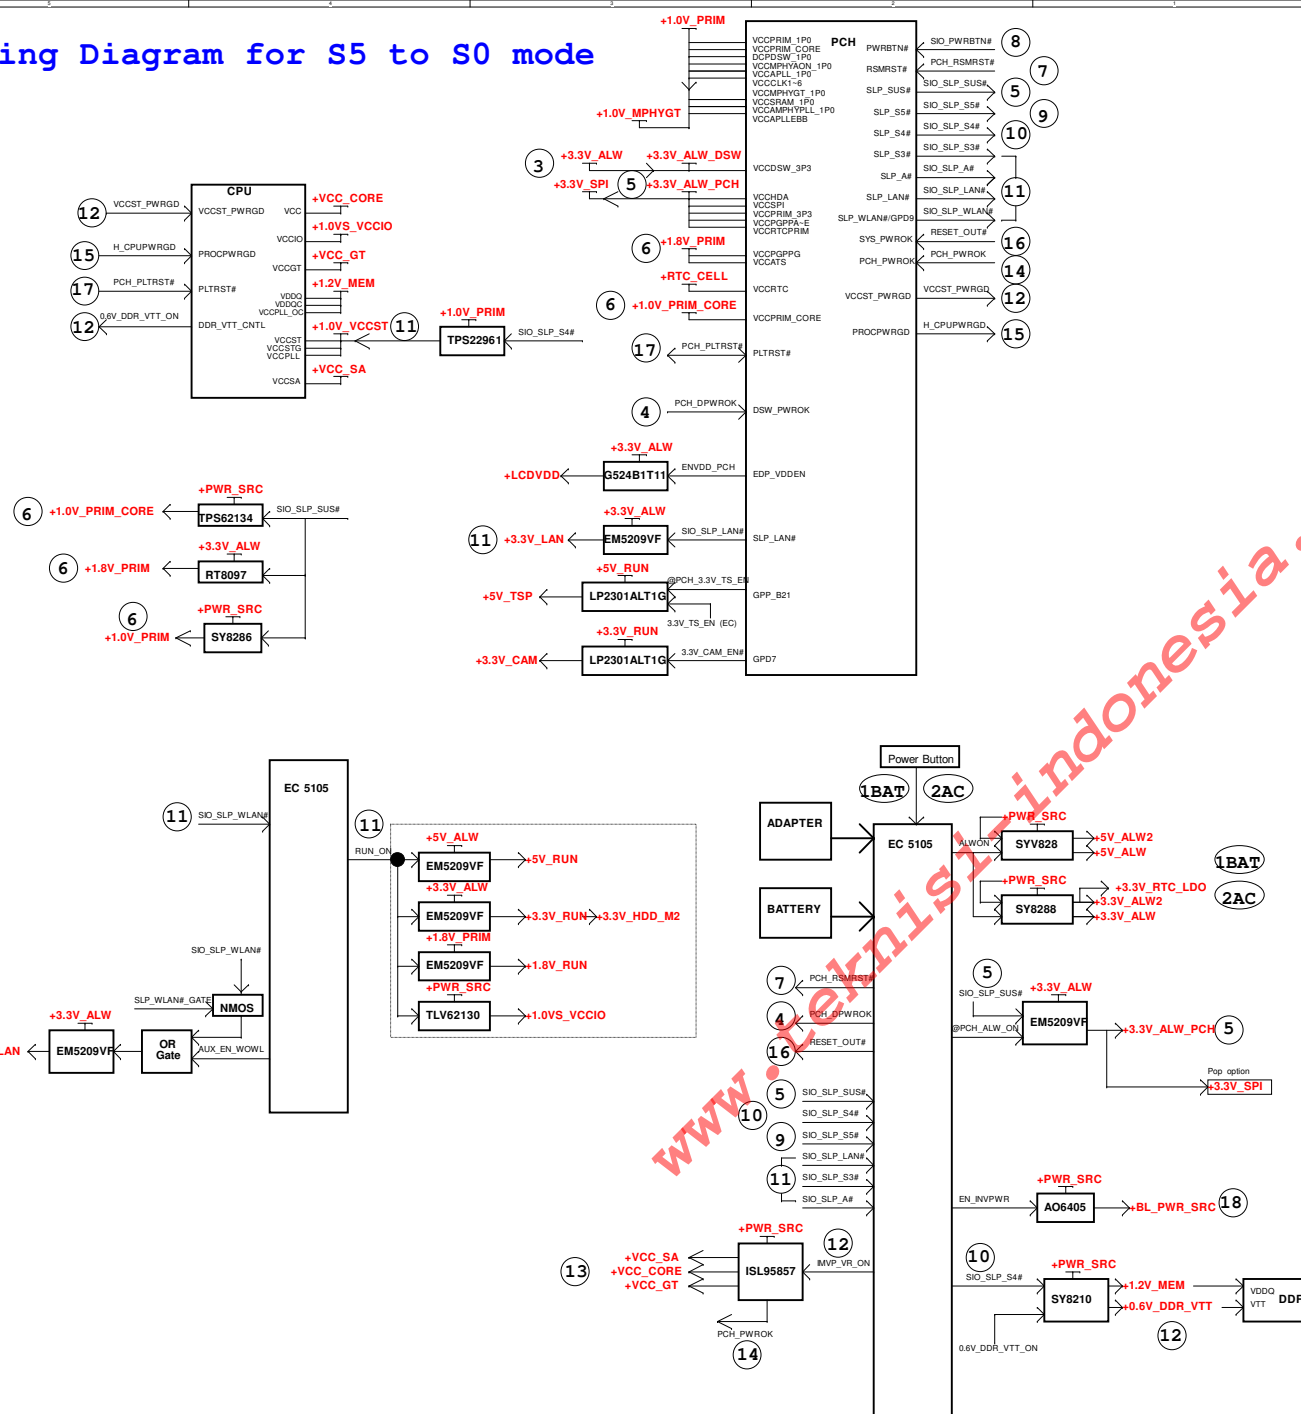 5
4
3
2
1
ing Diagram for S5 to S0 mode
+1.0V_PRIM
+1.0V_MPHYGT
PCH
VCCPRIM_1P0
VCCPRIM_CORE
DCPDSW_1P0
VCCMPHYAON_1P0
VCCAPLL_1P0
VCCCLK1~6
VCCMPHYGT_1P0
VCCSRAM_1P0
VCCAMPHYPLL_1P0
VCCAPLLEBB
PWRBTN# SIO_PWRBTN# 8
RSMRST# PCH_RSMRST# 7
SLP_SUS# SIO_SLP_SUS# 5
SLP_S5# SIO_SLP_S5# 9
SLP_S4# SIO_SLP_S4# 10
SLP_S3# SIO_SLP_S3#
SLP_A# SIO_SLP_A#
11
SLP_LAN# SIO_SLP_LAN#
SLP_WLAN#/GPD9 SIO_SLP_WLAN#
SYS_PWROK RESET_OUT# 16
PCH_PWROK PCH_PWROK 14
VCCST_PWRGD VCCST_PWRGD 12
PROCPWRGD H_CPUPWRGD 15
3 +3.3V_ALW +3.3V_ALW_DSW VCCDSW_3P3
+3.3V_SPI 5 +3.3V_ALW_PCH
VCCHDA
VCCSPI
VCCPRIM_3P3
VCCPGPPA~E
VCCRTCPRIM
6 +1.8V_PRIM
VCCPGPPG
VCCATS
+RTC_CELL VCCRTC
6 +1.0V_PRIM_CORE VCCPRIM_CORE
17 PCH_PLTRST# PLTRST#
4 PCH_DPWROK DSW_PWROK
+3.3V_ALW
+LCDVDD G524B1T11 ENVDD_PCH EDP_VDDEN
+3.3V_ALW
11 +3.3V_LAN EM5209VF SIO_SLP_LAN# SLP_LAN#
+5V_RUN
+5V_TSP LP2301ALT1G @PCH_3.3V_TS_EN GPP_B21
3.3V_TS_EN (EC)
+3.3V_RUN
+3.3V_CAM LP2301ALT1G 3.3V_CAM_EN# GPD7
CPU
12 VCCST_PWRGD VCCST_PWRGD
15 H_CPUPWRGD PROCPWRGD
17 PCH_PLTRST# PLTRST#
12 0.6V_DDR_VTT_ON DDR_VTT_CNTL
VCC +VCC_CORE
VCCIO +1.0VS_VCCIO
VCCGT +VCC_GT
+1.2V_MEM
VDDQ
VDDQC
VCCPLL_OC
+1.0V_VCCST 11
VCCST
VCCSTG
VCCPLL
VCCSA +VCC_SA
+1.0V_PRIM
TPS22961 SIO_SLP_S4#
+PWR_SRC
6 +1.0V_PRIM_CORE TPS62134 SIO_SLP_SUS#
+3.3V_ALW
6 +1.8V_PRIM RT8097
+PWR_SRC
6 +1.0V_PRIM SY8286
EC 5105
11 SIO_SLP_WLAN#
11 RUN_ON
+5V_ALW
EM5209VF +5V_RUN
+3.3V_ALW
EM5209VF +3.3V_RUN +3.3V_HDD_M2
+1.8V_PRIM
EM5209VF +1.8V_RUN
+PWR_SRC
TLV62130 +1.0VS_VCCIO
SIO_SLP_WLAN#
SLP_WLAN#_GATE NMOS
+3.3V_ALW
LAN EM5209VF OR Gate AUX_EN_WOWL
Power Button
1BAT 2AC
ADAPTER
BATTERY
EC 5105
ALWON
+PWR_SRC
SYV828 +5V_ALW2
+5V_ALW
+PWR_SRC
SY8288 +3.3V_RTC_LDO
+3.3V_ALW2
+3.3V_ALW
1BAT
2AC
7 PCH_RSMRST#
4 PCH_DPWROK
16 RESET_OUT#
5 SIO_SLP_SUS#
10 SIO_SLP_S4#
9 SIO_SLP_S5#
SIO_SLP_LAN#
11 SIO_SLP_S3#
SIO_SLP_A#
5
SIO_SLP_SUS# +3.3V_ALW
@PCH_ALW_ON EM5209VF +3.3V_ALW_PCH 5
Pop option
+3.3V_SPI
+PWR_SRC
EN_INVPWR AO6405 +BL_PWR_SRC 18
+PWR_SRC
13 +VCC_SA
+VCC_CORE
+VCC_GT
ISL95857 IMVP_VR_ON 12
PCH_PWROK
14
10 +PWR_SRC
SIO_SLP_S4# SY8210 +1.2V_MEM VDDQ
+0.6V_DDR_VTT VTT
DDR
12
0.6V_DDR_VTT_ON
www.teknisi-indonesia.